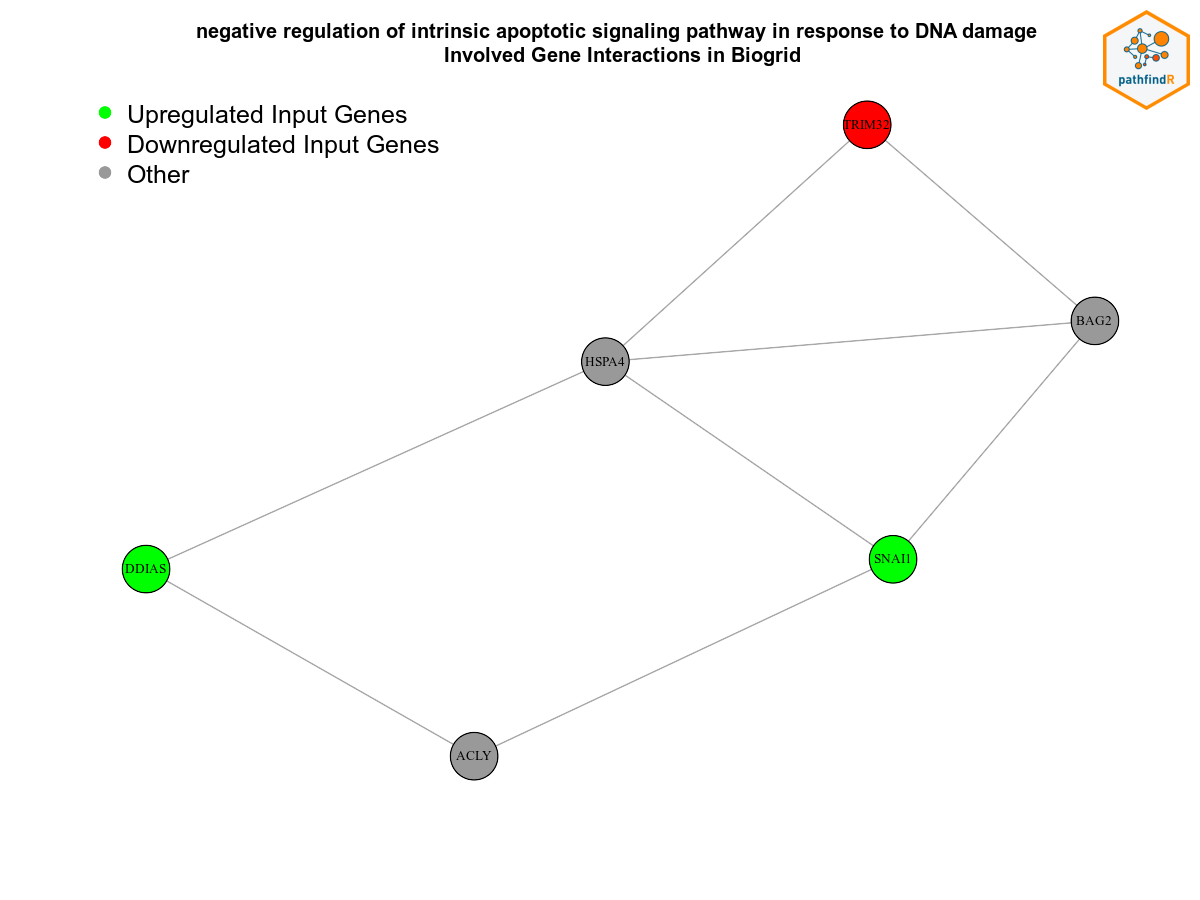 negative regulation of intrinsic apoptotic signaling pathway in response to DNA damage
Involved Gene Interactions in Biogrid
pathfindR
Upregulated Input Genes
Downregulated Input Genes
Other
TRIM32
BAG2
HSPA4
DDIAS
SNAI1
ACLY